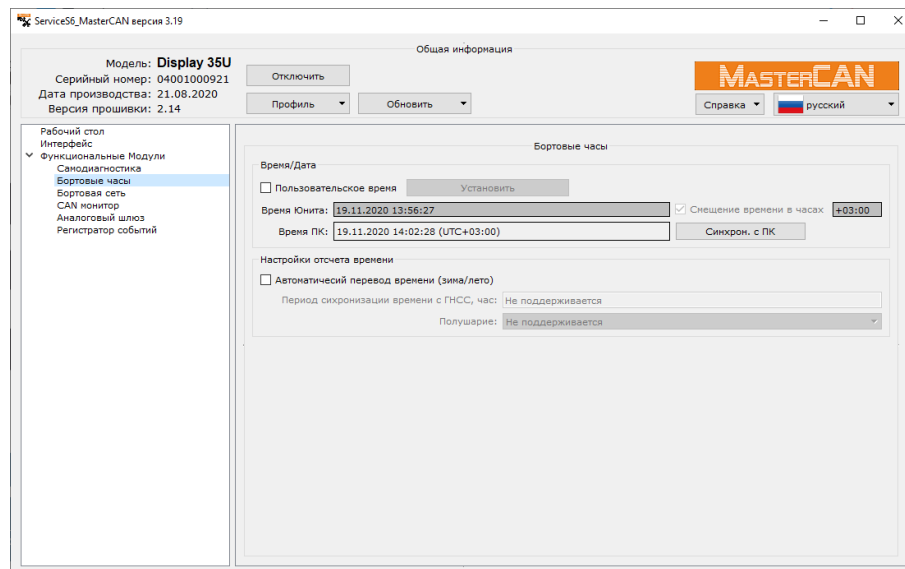 ServiceS6_MasterCAN версия 3.19
Общая информация
Модель: Display 35U
Серийный номер: 04001000921
Дата производства: 21.08.2020
Версия прошивки: 2.14
Отключить
Профиль
Обновить
MASTERCAN
Справка
русский
Рабочий стол
Интерфейс
Функциональные Модули
Самодиагностика
Бортовые часы
Бортовая сеть
CAN монитор
Аналоговый шлюз
Регистратор событий
Бортовые часы
Время/Дата
Пользовательское время
Установить
Время Юнита: 19.11.2020 13:56:27
Смещение времени в часах +03:00
Время ПК: 19.11.2020 14:02:28 (UTC+03:00)
Синхрон. с ПК
Настройки отсчета времени
Автоматичесий перевод времени (зима/лето)
Период сихронизации времени с ГНСС, час: Не поддерживается
Полушарие: Не поддерживается